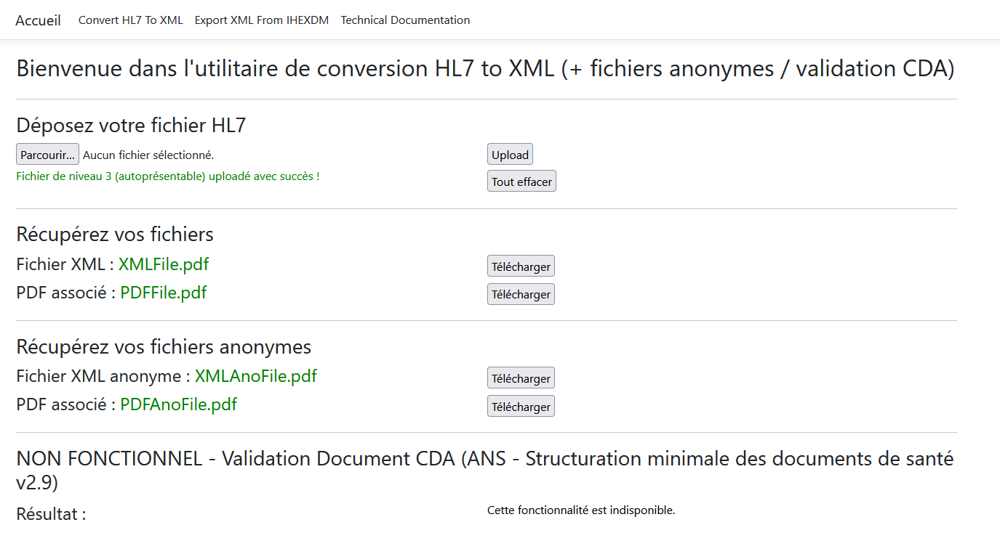 Accueil Convert HL7 To XML Export XML From IHEXDM Technical Documentation
Bienvenue dans l'utilitaire de conversion HL7 to XML (+ fichiers anonymes / validation CDA)
Déposez votre fichier HL7
Parcourir... Aucun fichier sélectionné. Upload
Fichier de niveau 3 (autoprésentable) uploadé avec succès !
Tout effacer
Récupérez vos fichiers
Fichier XML : XMLFile.pdf Télécharger
PDF associé : PDFFile.pdf Télécharger
Récupérez vos fichiers anonymes
Fichier XML anonyme : XMLAnoFile.pdf Télécharger
PDF associé : PDFAnoFile.pdf Télécharger
NON FONCTIONNEL - Validation Document CDA (ANS - Structuration minimale des documents de santé
v2.9)
Résultat : Cette fonctionnalité est indisponible.